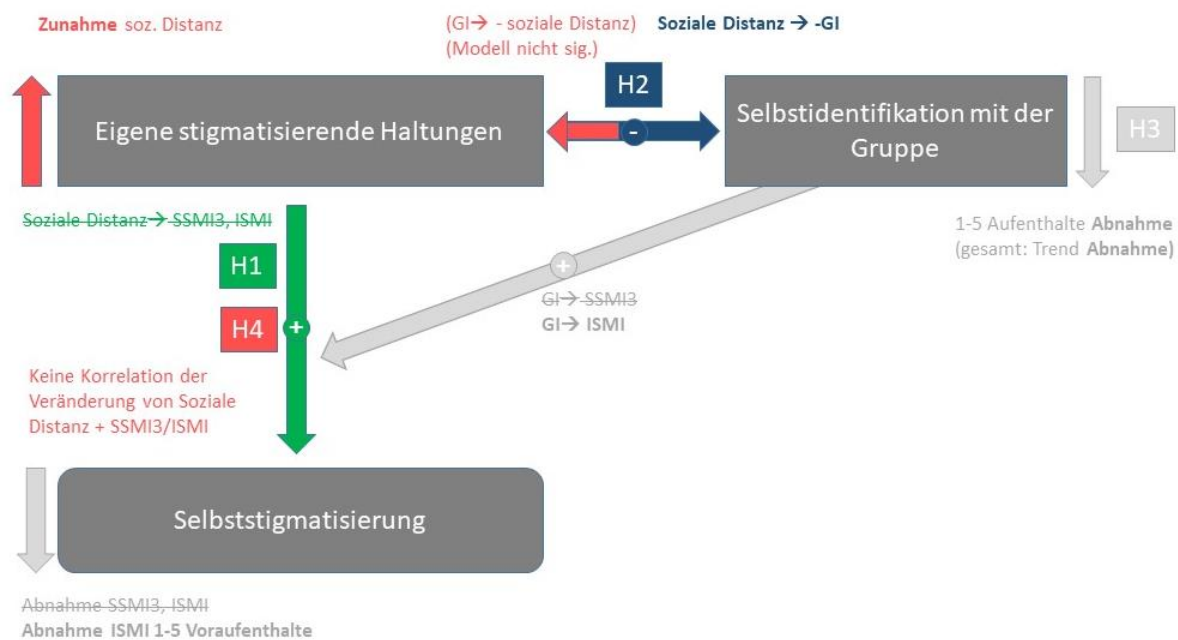 Zunahme soz. Distanz
(GI→ - soziale Distanz) Soziale Distanz → -GI
(Modell nicht sig.)
H2
Eigene stigmatisierende Haltungen
-
Selbstidentifikation mit der
Gruppe
H3
Soziale Distanz→ SSMI3, ISMI
1-5 Aufenthalte Abnahme
(gesamt: Trend Abnahme)
H1
+
GI→ SSMI3
GI→ ISMI
H4
+
Keine Korrelation der
Veränderung von Soziale
Distanz + SSMI3/ISMI
Selbststigmatisierung
Abnahme SSMI3, ISMI
Abnahme ISMI 1-5 Voraufenthalte